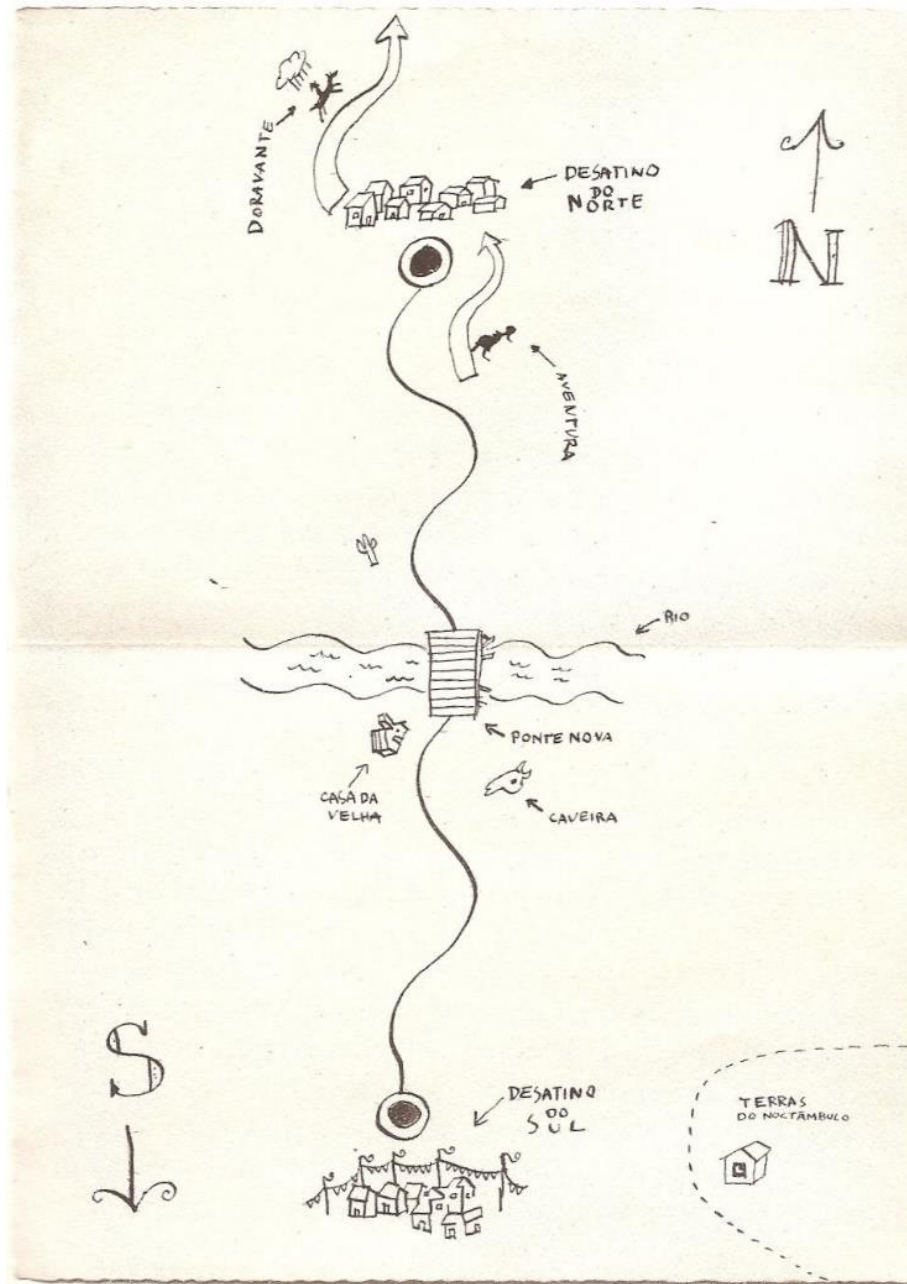 DORAVANTE
DESATINO
DO
NORTE
N
AVENTURA
RIO
PONTE NOVA
CASA DA
VELHA
CAVEIRA
S
DESATINO
DO
SUL
TERRAS
DO NOCTÂMBULO